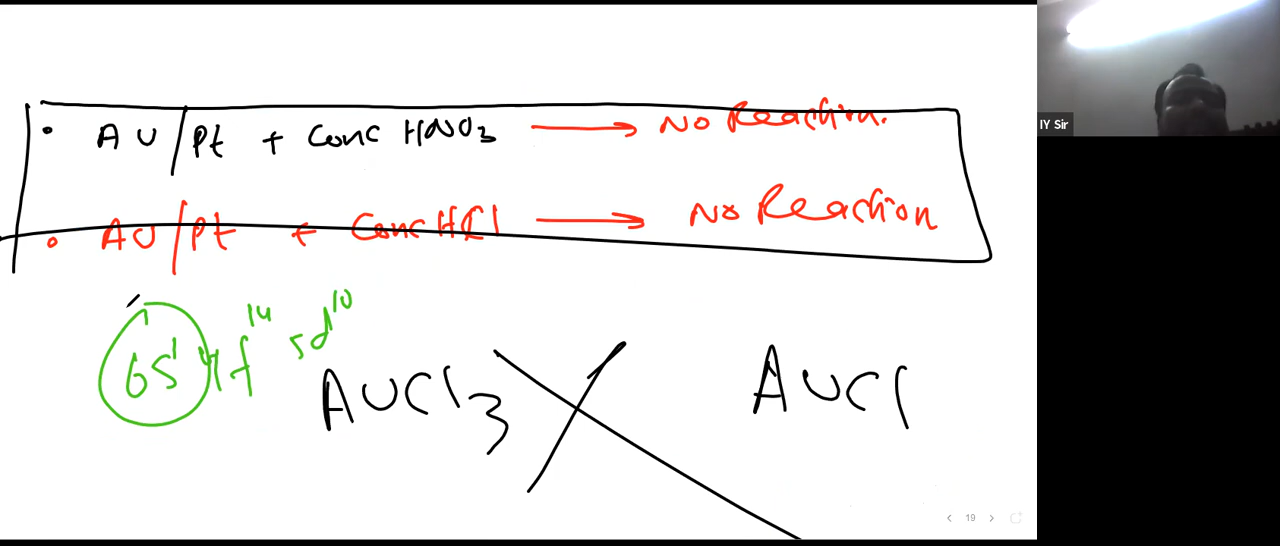 • AU/Pt + Conc HNO3 → No Reaction.
• AU/Pt + Conc HCl → No Reaction
6S1 4f14 5d10
AUCl3 AUCl
IY Sir
< 19 >